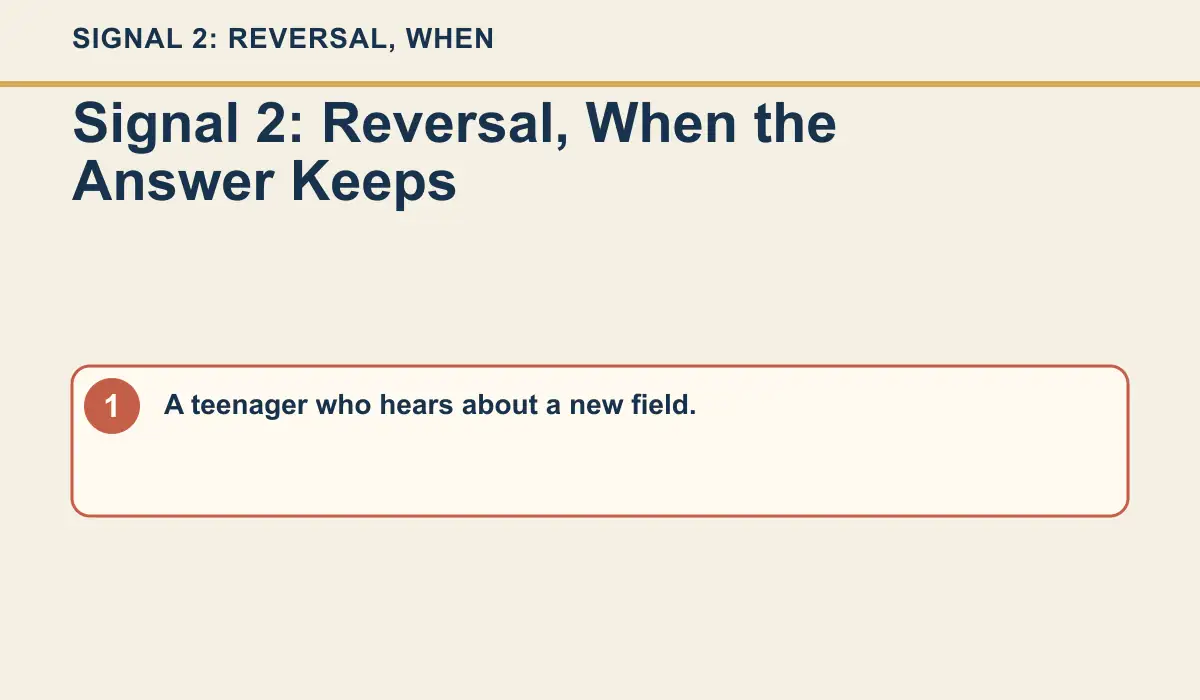 SIGNAL 2: REVERSAL, WHEN
Signal 2: Reversal, When the
Answer Keeps
1 A teenager who hears about a new field.